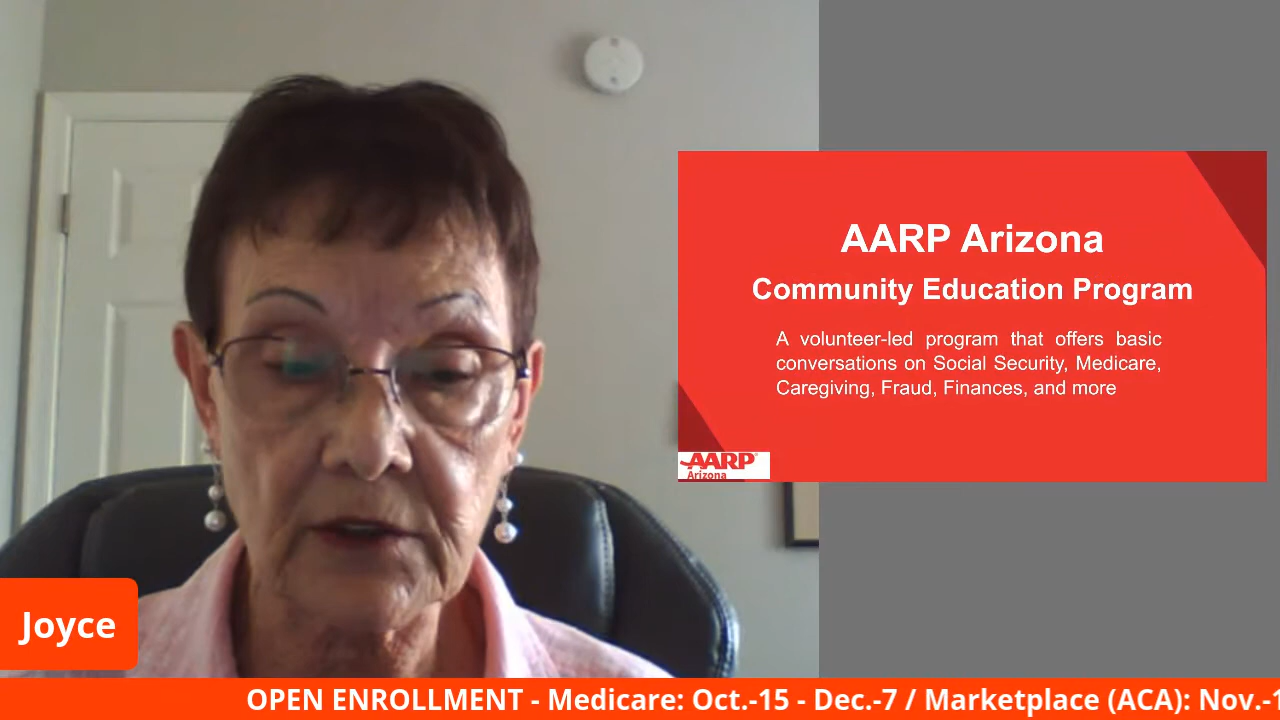 AARP Arizona
Community Education Program
A volunteer-led program that offers basic
conversations on Social Security, Medicare,
Caregiving, Fraud, Finances, and more
AARP®
Arizona
Joyce
OPEN ENROLLMENT - Medicare: Oct.-15 - Dec.-7 / Marketplace (ACA): Nov.-1